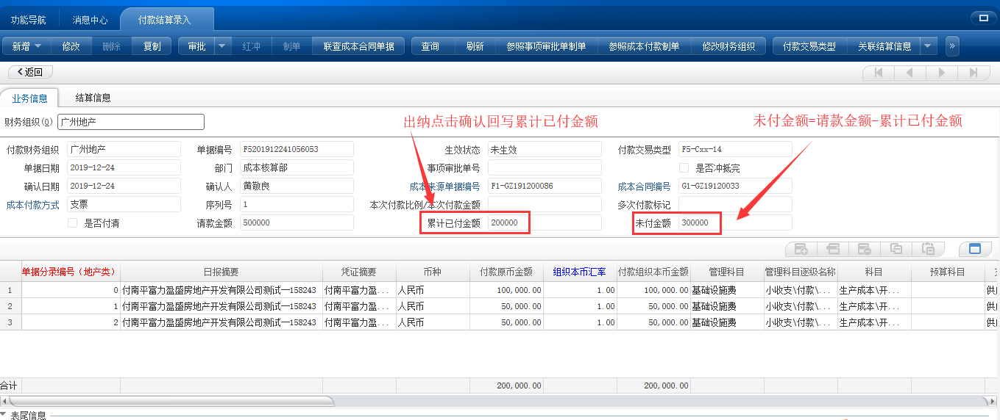 功能导航 消息中心 付款结算录入
新增 修改 删除 复制 审批 红冲 制单 联查成本合同单据 查询 刷新 参照事项审批单制单 参照成本付款制单 修改财务组织 付款交易类型 关联结算信息 »
返回
业务信息 结算信息
财务组织(O) 广州地产
出纳点击确认回写累计已付金额 未付金额=请款金额-累计已付金额
付款财务组织 广州地产 单据编号 F5201912241056053 生效状态 未生效 付款交易类型 F5-Cxx-14
单据日期 2019-12-24 部门 成本核算部 事项审批单号 是否冲抵完
确认日期 2019-12-24 确认人 黄敬良 成本来源单据编号 F1-GZ191200086 成本合同编号 G1-GZ19120033
成本付款方式 支票 序列号 1 本次付款比例/本次付款金额 多次付款标记
是否付清 请款金额 500000 累计已付金额 200000 未付金额 300000
单据分录编号（地产类） 日报摘要 凭证摘要 币种 付款原币金额 组织本币汇率 付款组织本币金额 管理科目 管理科目逐级名称 科目 预算科目
1 0 付南平富力盈盛房地产开发有限公司测试—158243 付南平富力盈... 人民币 100,000.00 1.00 100,000.00 基础设施费 小收支\付款\... 生产成本\开... 供
2 1 付南平富力盈盛房地产开发有限公司测试—158243 付南平富力盈... 人民币 50,000.00 1.00 50,000.00 基础设施费 小收支\付款\... 生产成本\开... 供
3 2 付南平富力盈盛房地产开发有限公司测试—158243 付南平富力盈... 人民币 50,000.00 1.00 50,000.00 基础设施费 小收支\付款\... 生产成本\开... 供
合计 200,000.00 200,000.00
表尾信息